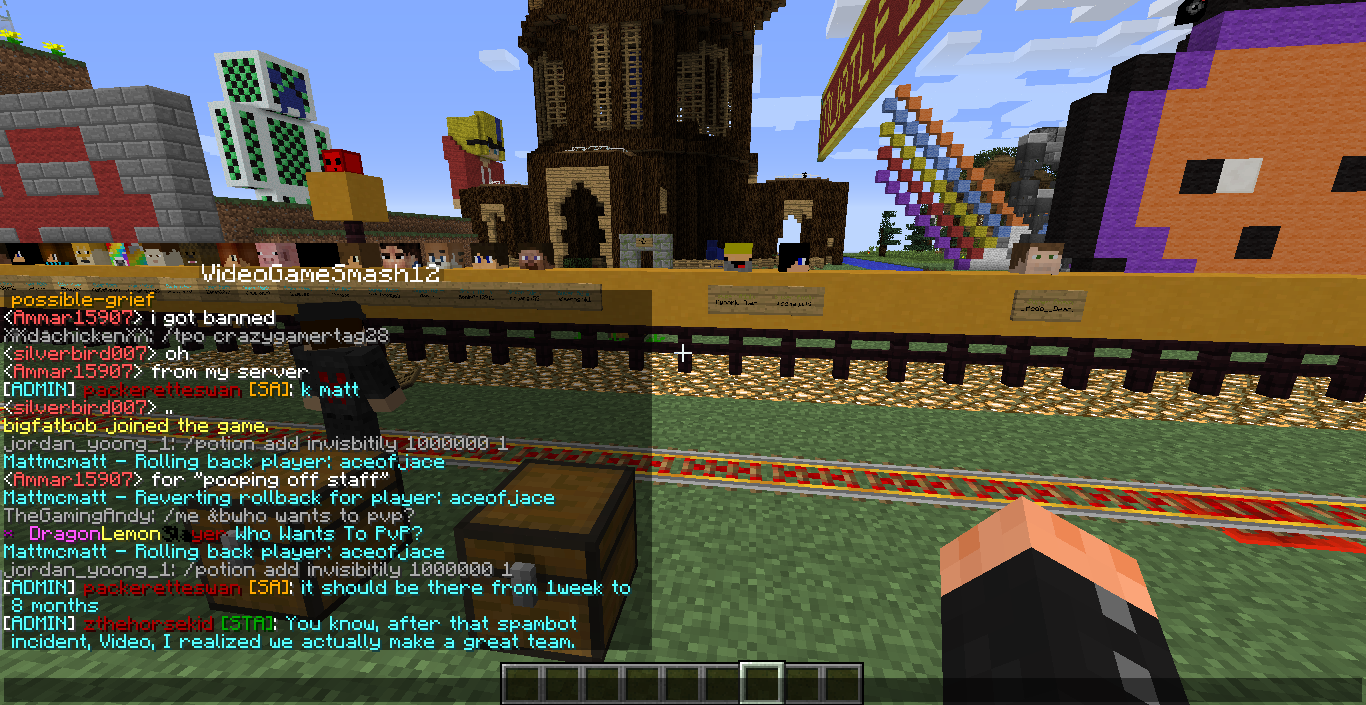 VideoGameSmash12
possible-grief
<Ammar15907> i got banned
XXdachickenXX: /tpo crazygamertag28
<silverbird007> oh
<Ammar15907> from my server
[ADMIN] packeretteswan [SA]: k matt
<silverbird007> ..
bigfatbob joined the game.
jordan_yoong_1: /potion add invisbitily 1000000 1
Mattmcmatt - Rolling back player: aceofjace
<Ammar15907> for "pooping off staff"
Mattmcmatt - Reverting rollback for player: aceofjace
TheGamingAndy: /me &bwho wants to pvp?
* DragonLemonSlayer Who Wants To PvP?
Mattmcmatt - Rolling back player: aceofjace
jordan_yoong_1: /potion add invisibitily 1000000 1
[ADMIN] packeretteswan [SA]: it should be there from 1week to
8 months
[ADMIN] zthehorsekid [STA]: You know, after that spambot
incident, Video, I realized we actually make a great team.